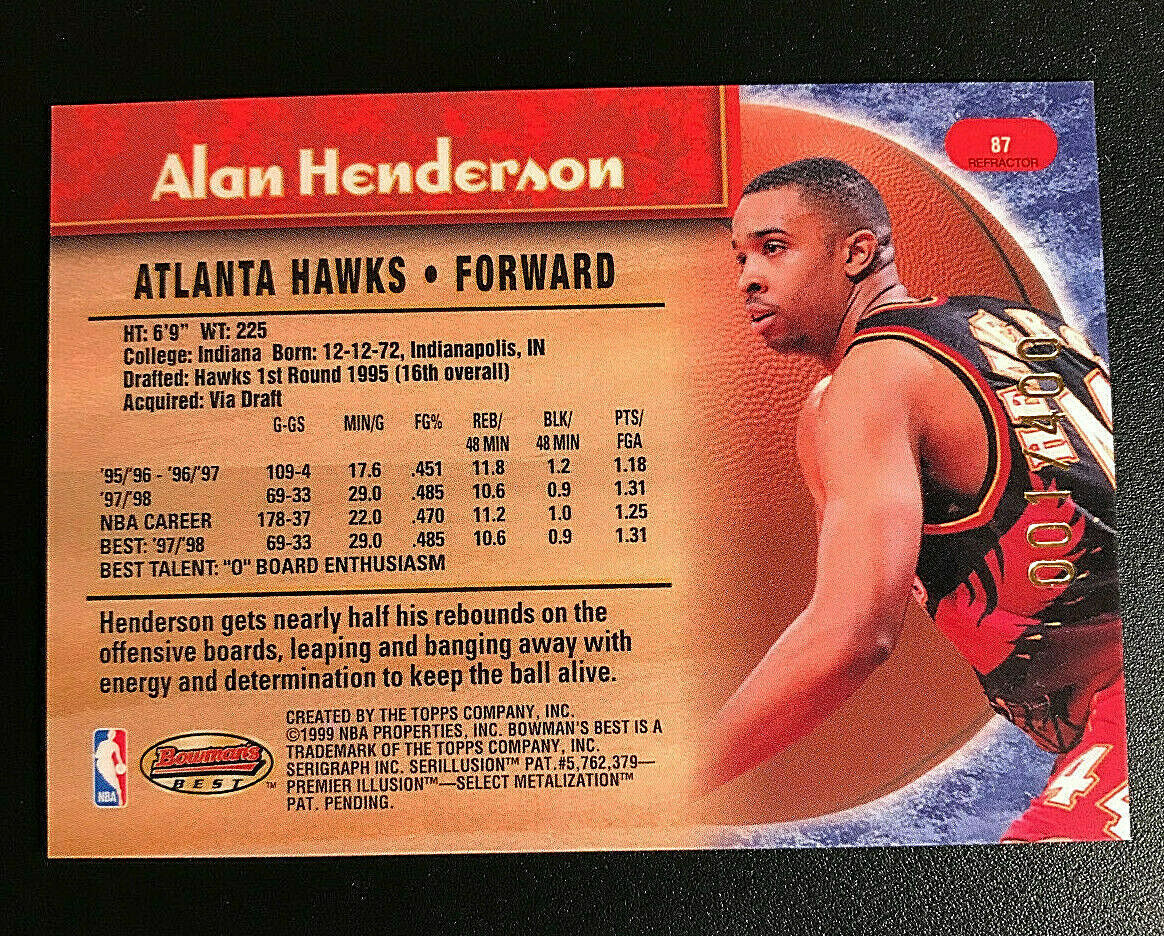 Alan Henderson
87
REFRACTOR
ATLANTA HAWKS • FORWARD
HT: 6'9" WT: 225
College: Indiana Born: 12-12-72, Indianapolis, IN
Drafted: Hawks 1st Round 1995 (16th overall)
Acquired: Via Draft
G-GS MIN/G FG% REB/ 48 MIN BLK/ 48 MIN PTS/ FGA
'95/'96 - '96/'97 109-4 17.6 .451 11.8 1.2 1.18
'97/'98 69-33 29.0 .485 10.6 0.9 1.31
NBA CAREER 178-37 22.0 .470 11.2 1.0 1.25
BEST: '97/'98 69-33 29.0 .485 10.6 0.9 1.31
BEST TALENT: "O" BOARD ENTHUSIASM
Henderson gets nearly half his rebounds on the
offensive boards, leaping and banging away with
energy and determination to keep the ball alive.
CREATED BY THE TOPPS COMPANY, INC.
©1999 NBA PROPERTIES, INC. BOWMAN'S BEST IS A
TRADEMARK OF THE TOPPS COMPANY, INC.
SERIGRAPH INC. SERILLUSION™ PAT.#5,762,379—
PREMIER ILLUSION™—SELECT METALIZATION™
PAT. PENDING.
NBA
Bowman's
BEST™
001/400
44